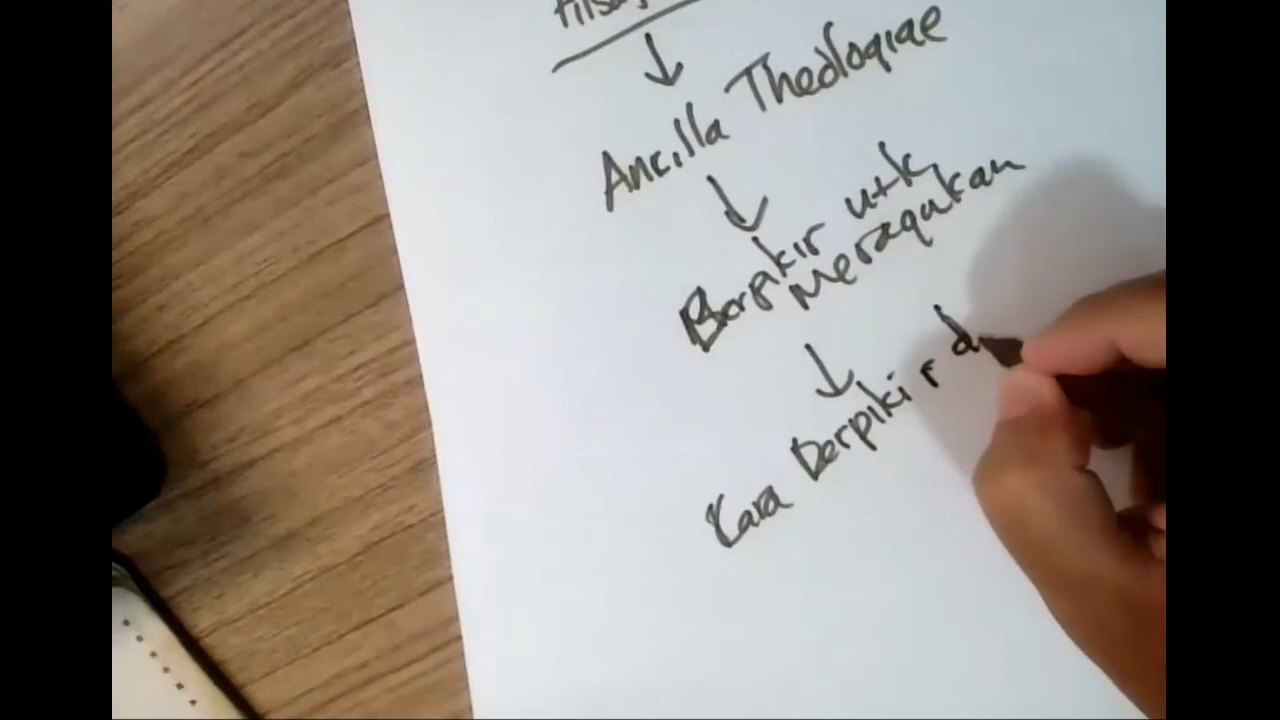 Ancilla Theologiae
Berpikir utk
Meragukan
Cara Berpikir d